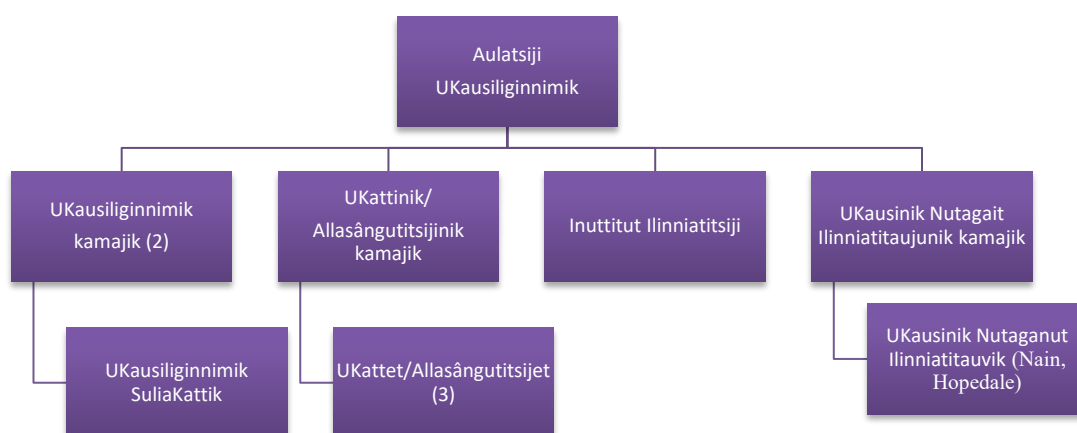 Aulatsiji
UKausiliginnimik
UKausiliginnimik
kamajik (2)
UKattinik/
Allasângutitsijinik
kamajik
Inuttitut Ilinniatitsiji
UKausinik Nutagait
Ilinniatitaujunik kamajik
UKausiliginnimik
SuliaKattik
UKattet/Allasângutitsijet
(3)
UKausinik Nutaganut
Ilinniatitauvik (Nain,
Hopedale)